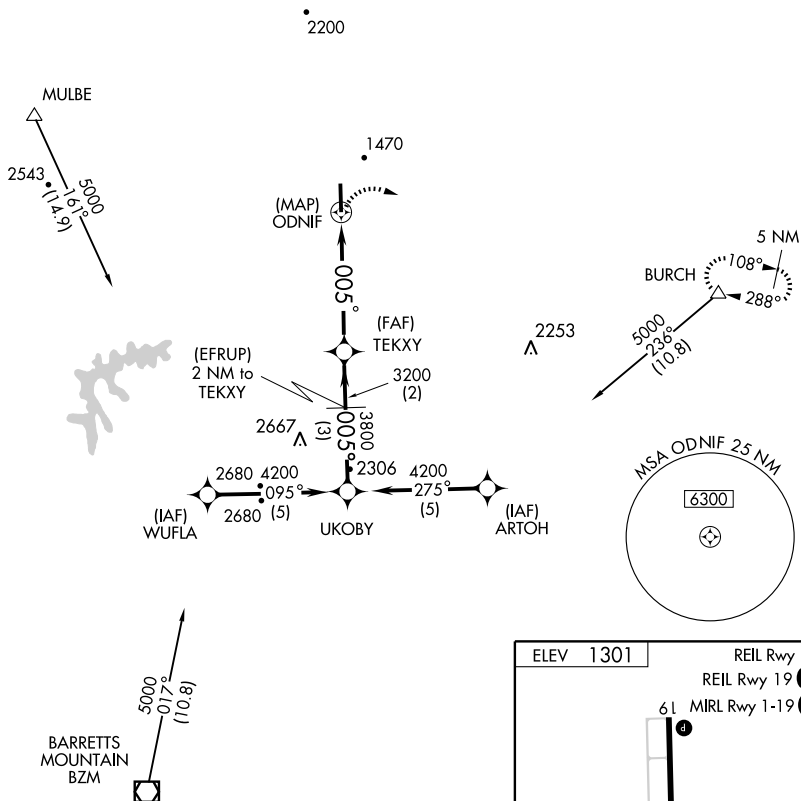 2200
MULBE
1470
2543
5000
161°
(14.9)
(MAP)
ODNIF
5 NM
108°
BURCH
288°
005°
(FAF)
TEKXY
2253
5000
236°
(10.8)
(EFRUP)
2 NM to
TEKXY
3200
(2)
3800
005°
(3)
2667
MSA ODNIF 25 NM
6300
2306
2680
4200
095°
(5)
2680
4200
275°
(5)
(IAF)
WUFLA
UKOBY
(IAF)
ARTOH
5000
017°
(10.8)
BARRETTS
MOUNTAIN
BZM
ELEV 1301
REIL Rwy
REIL Rwy 19
MIRL Rwy 1-19
19
P